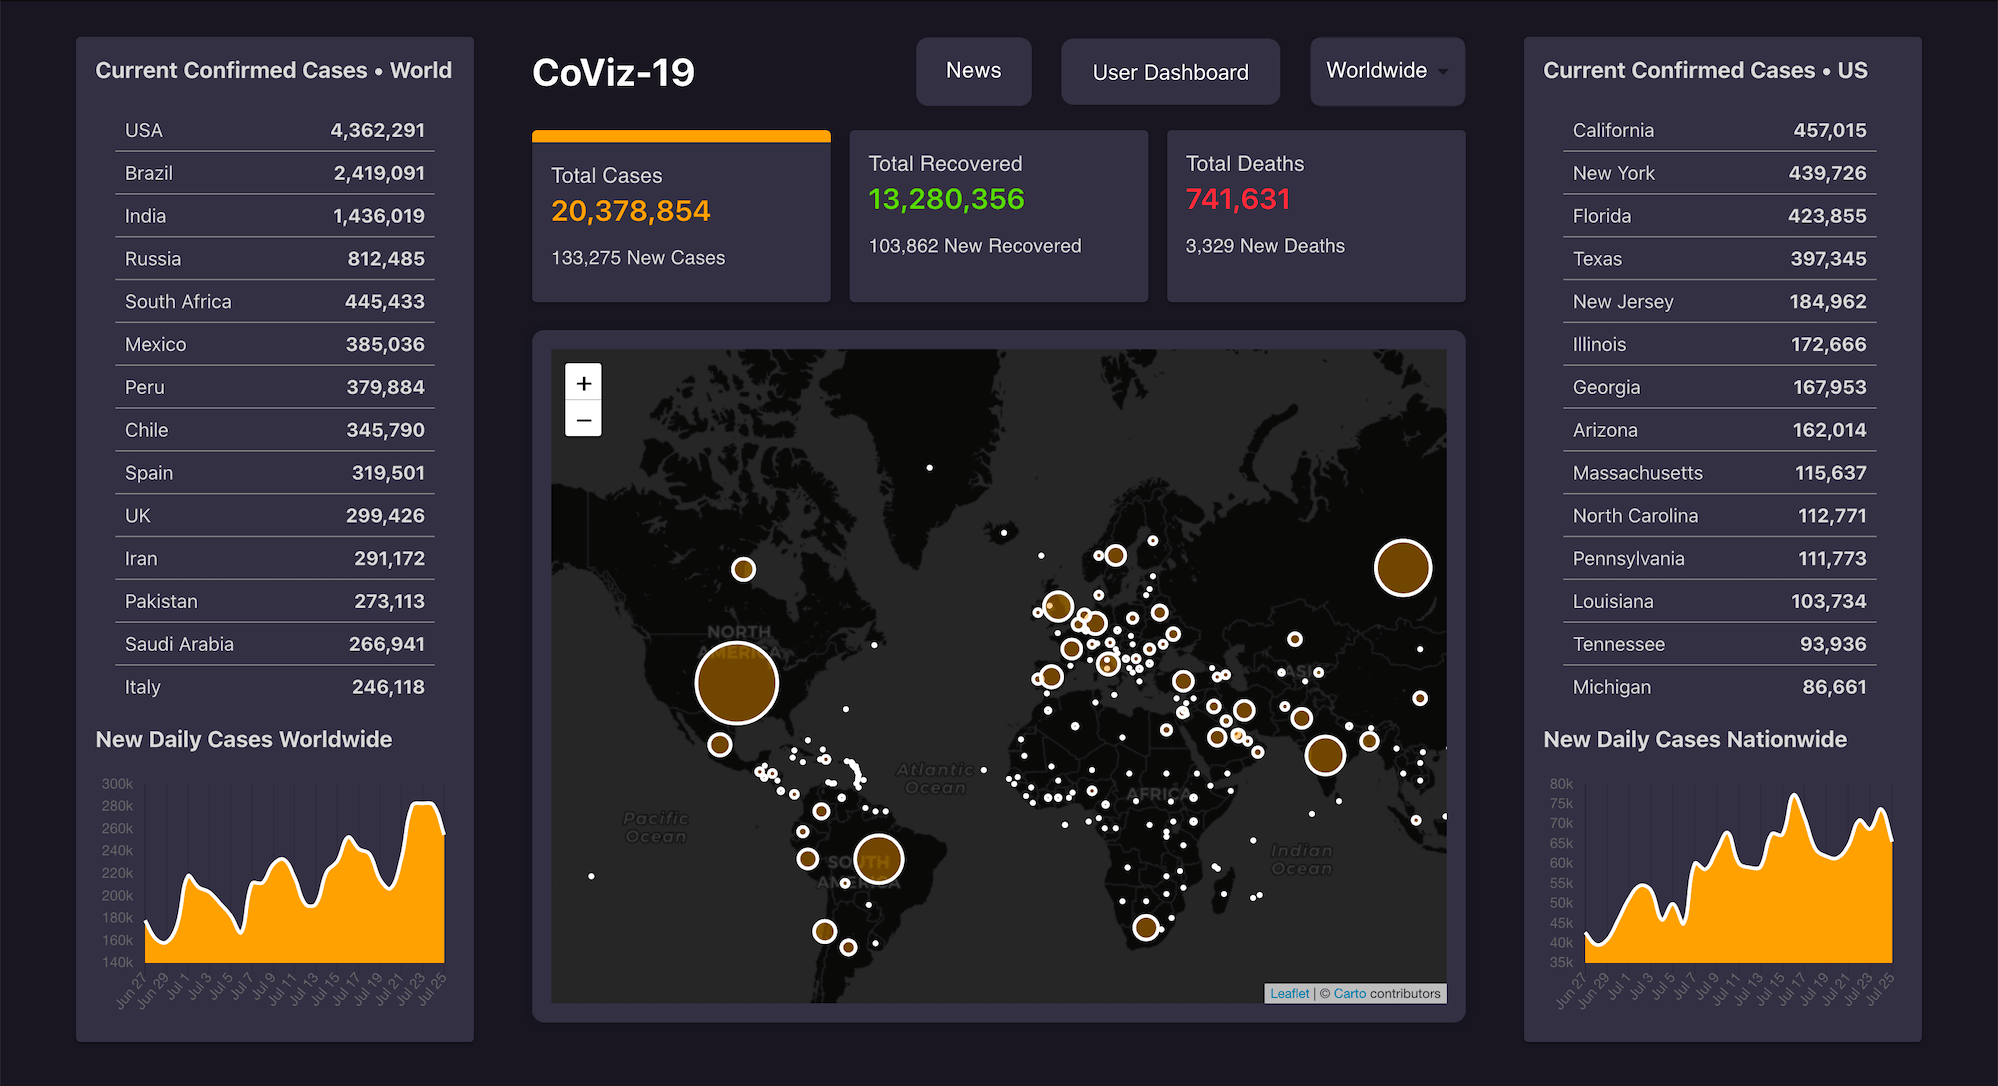 Current Confirmed Cases • World
USA 4,362,291
Brazil 2,419,091
India 1,436,019
Russia 812,485
South Africa 445,433
Mexico 385,036
Peru 379,884
Chile 345,790
Spain 319,501
UK 299,426
Iran 291,172
Pakistan 273,113
Saudi Arabia 266,941
Italy 246,118
New Daily Cases Worldwide
300k
280k
260k
240k
220k
200k
180k
160k
140k
Jun 27 Jun 29 Jul 1 Jul 3 Jul 5 Jul 7 Jul 9 Jul 11 Jul 13 Jul 15 Jul 17 Jul 19 Jul 21 Jul 23 Jul 25
CoViz-19
News
User Dashboard
Worldwide
Total Cases
20,378,854
133,275 New Cases
Total Recovered
13,280,356
103,862 New Recovered
Total Deaths
741,631
3,329 New Deaths
+
−
NORTH
AMERICA
Atlantic
Ocean
Pacific
Ocean
SOUTH
AMERICA
AFRICA
ASIA
Indian
Ocean
Leaflet | © Carto contributors
Current Confirmed Cases • US
California 457,015
New York 439,726
Florida 423,855
Texas 397,345
New Jersey 184,962
Illinois 172,666
Georgia 167,953
Arizona 162,014
Massachusetts 115,637
North Carolina 112,771
Pennsylvania 111,773
Louisiana 103,734
Tennessee 93,936
Michigan 86,661
New Daily Cases Nationwide
80k
75k
70k
65k
60k
55k
50k
45k
40k
35k
Jun 27 Jun 29 Jul 1 Jul 3 Jul 5 Jul 7 Jul 9 Jul 11 Jul 13 Jul 15 Jul 17 Jul 19 Jul 21 Jul 23 Jul 25